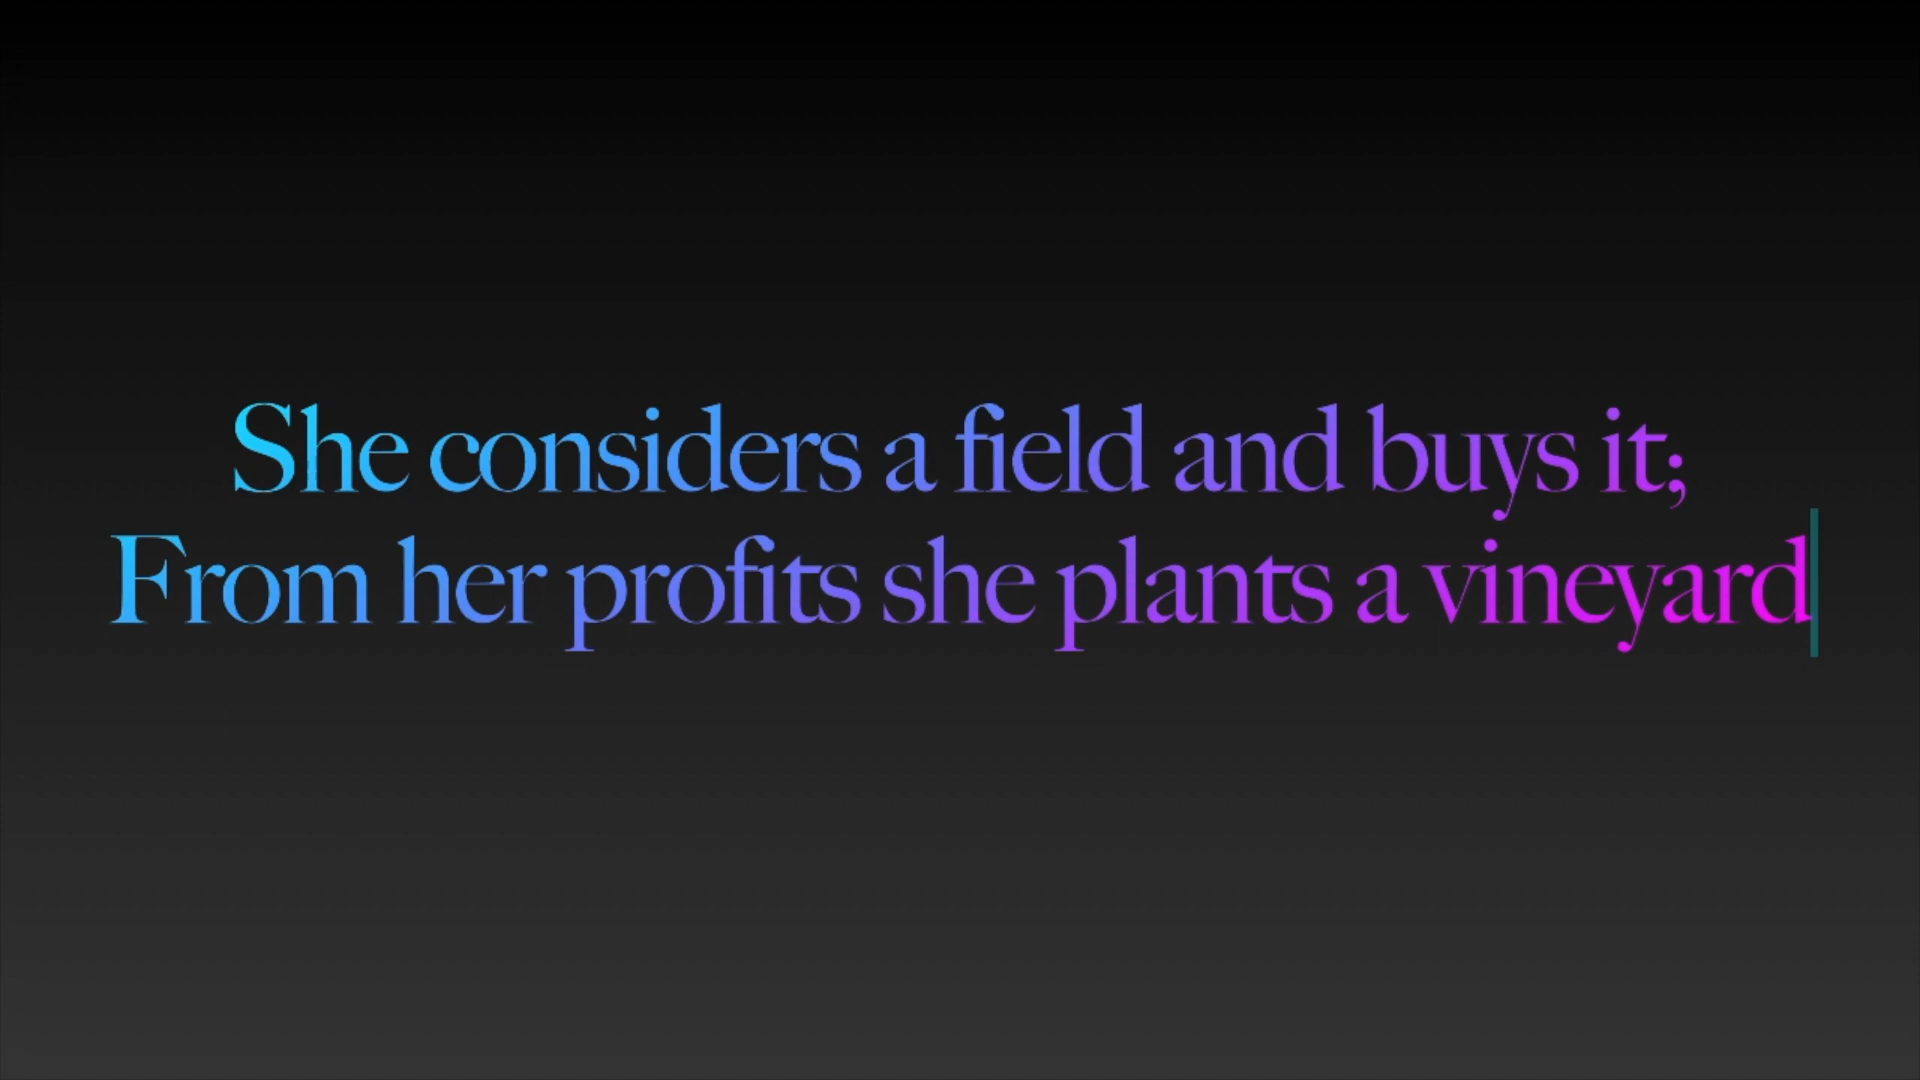 She considers a field and buys it;
From her profits she plants a vineyard